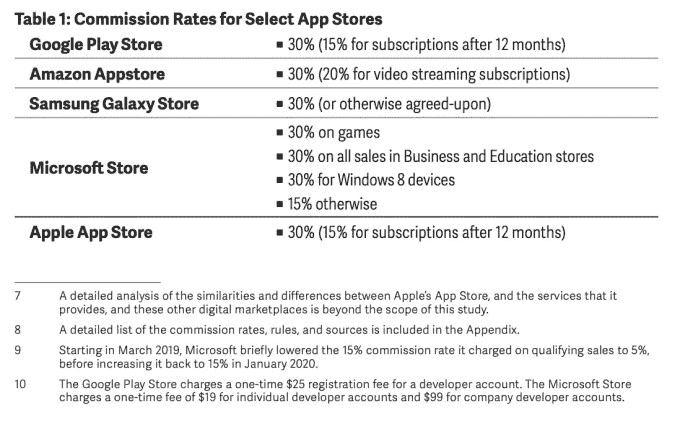 Table 1: Commission Rates for Select App Stores
Google Play Store ▪ 30% (15% for subscriptions after 12 months)
Amazon Appstore ▪ 30% (20% for video streaming subscriptions)
Samsung Galaxy Store ▪ 30% (or otherwise agreed-upon)
Microsoft Store
▪ 30% on games
▪ 30% on all sales in Business and Education stores
▪ 30% for Windows 8 devices
▪ 15% otherwise
Apple App Store ▪ 30% (15% for subscriptions after 12 months)
7 A detailed analysis of the similarities and differences between Apple's App Store, and the services that it
provides, and these other digital marketplaces is beyond the scope of this study.
8 A detailed list of the commission rates, rules, and sources is included in the Appendix.
9 Starting in March 2019, Microsoft briefly lowered the 15% commission rate it charged on qualifying sales to 5%,
before increasing it back to 15% in January 2020.
10 The Google Play Store charges a one-time $25 registration fee for a developer account. The Microsoft Store
charges a one-time fee of $19 for individual developer accounts and $99 for company developer accounts.